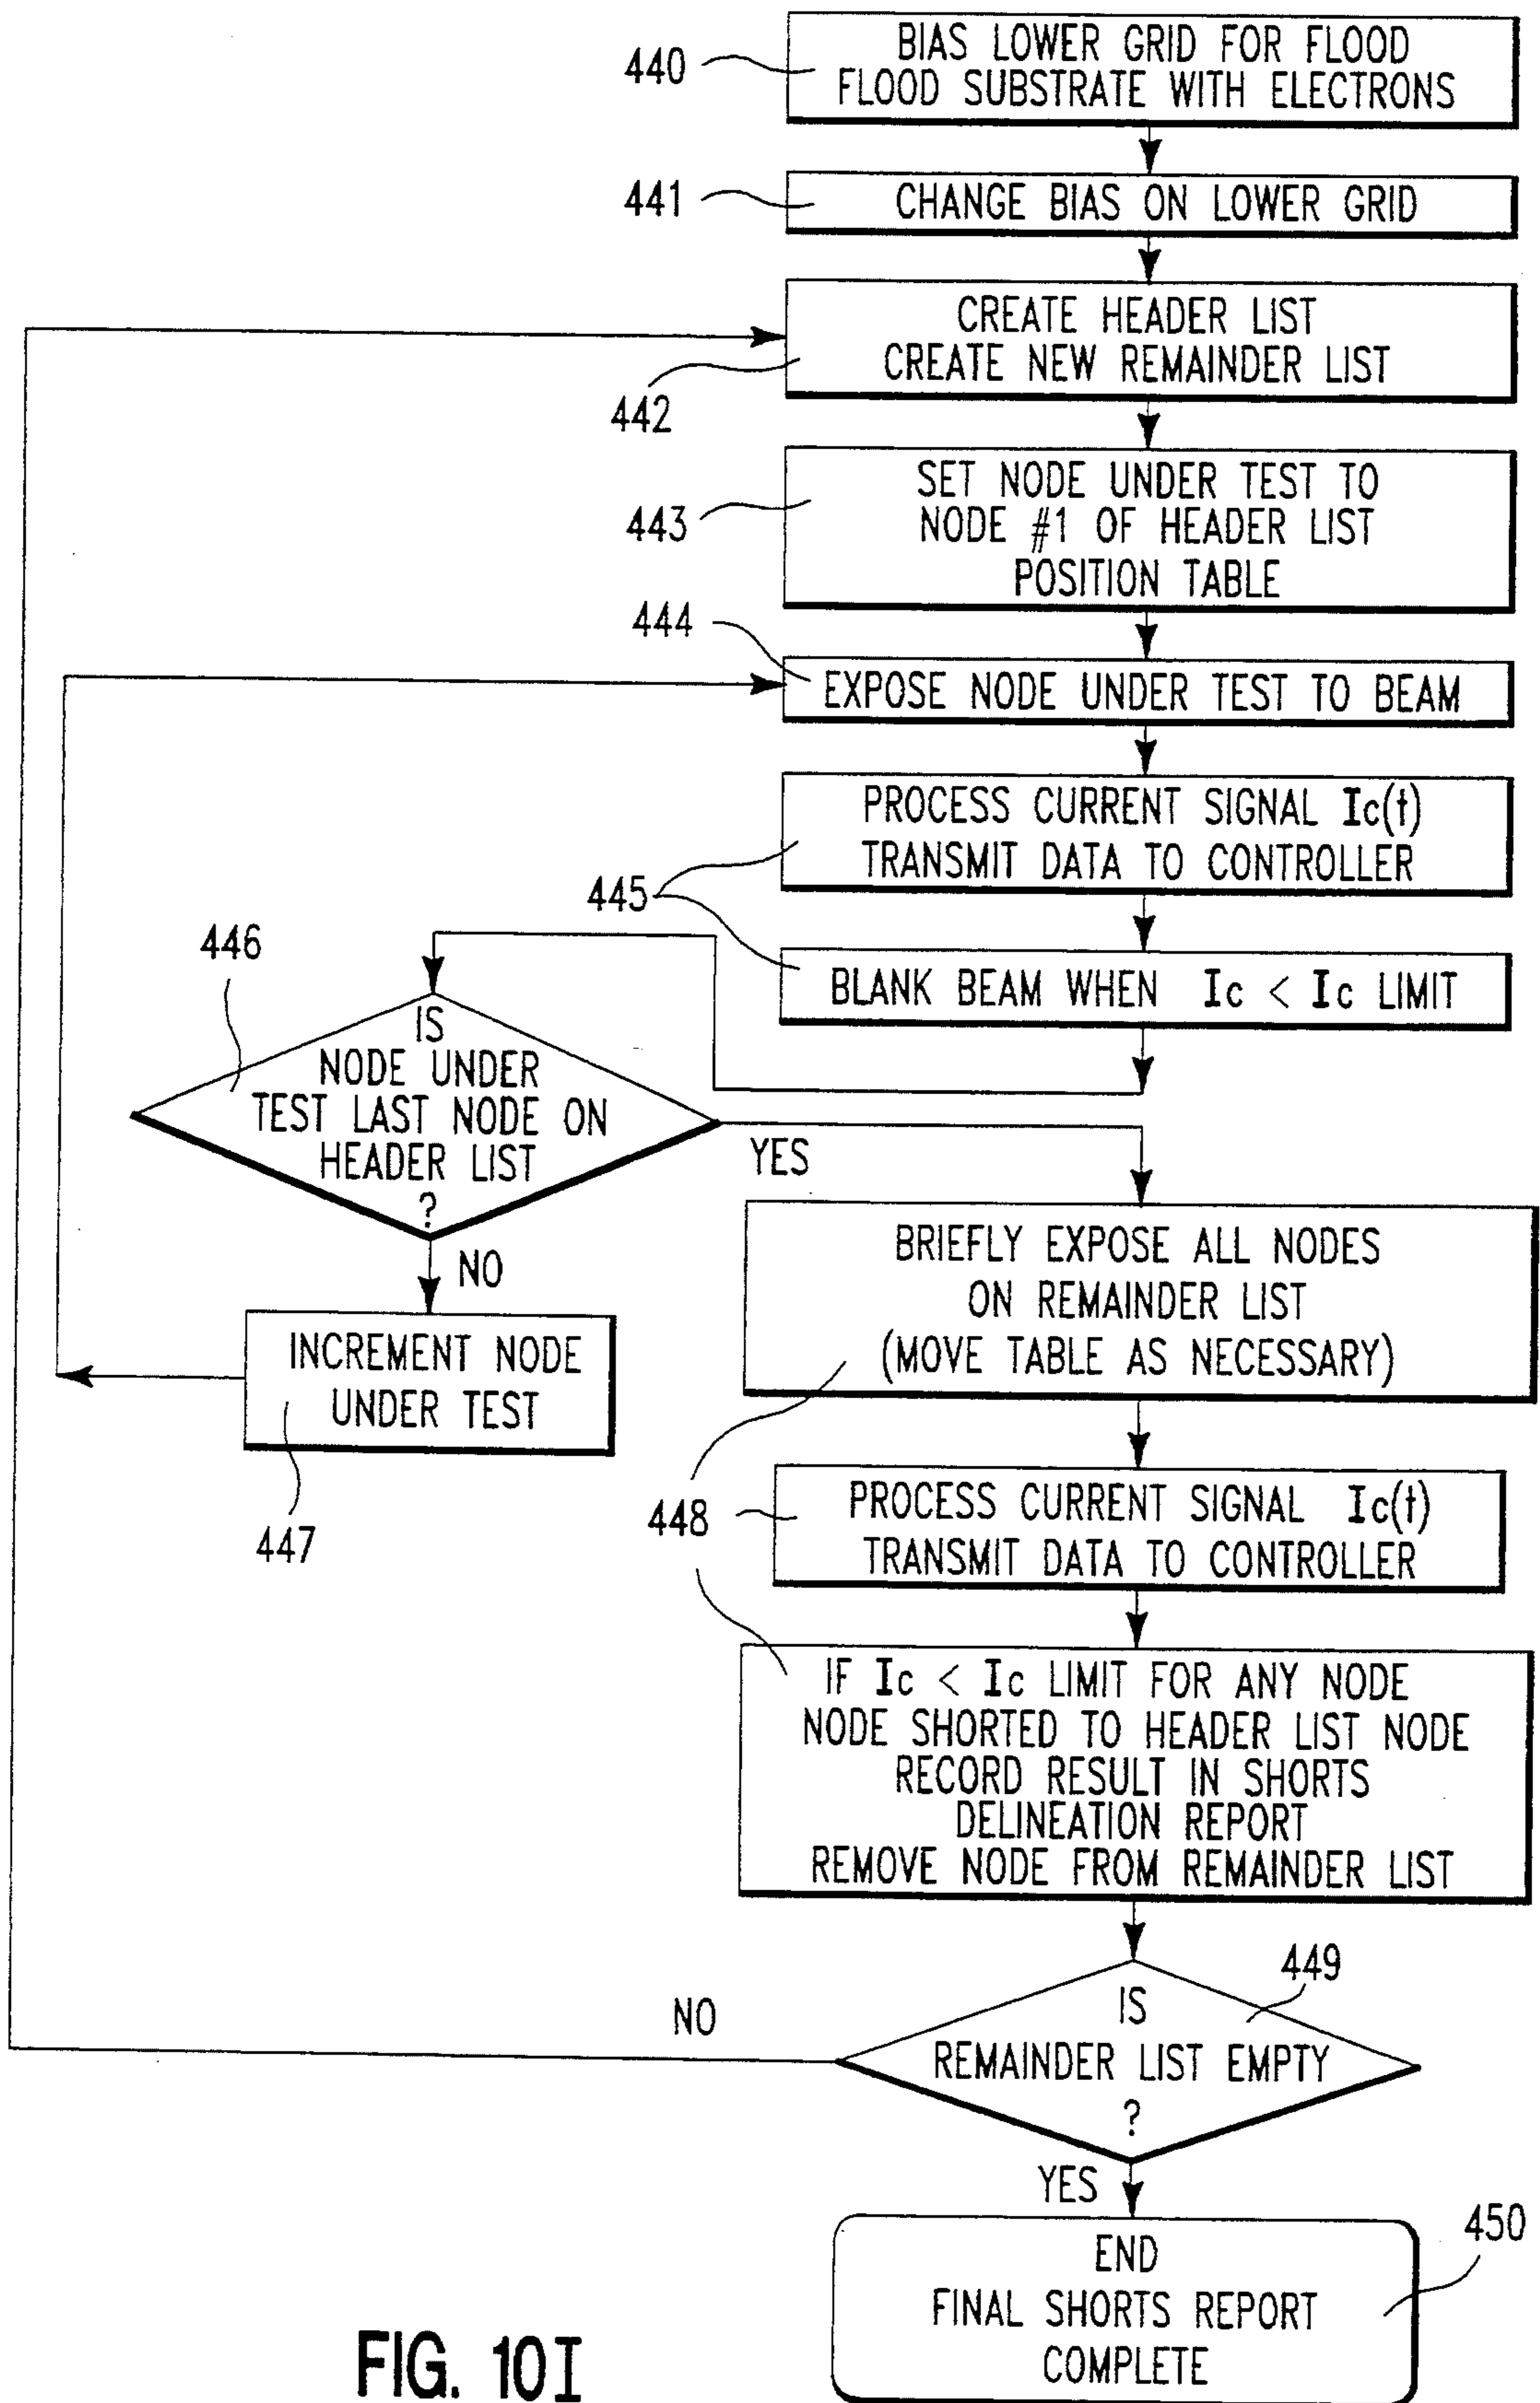 440
BIAS LOWER GRID FOR FLOOD
FLOOD SUBSTRATE WITH ELECTRONS
441
CHANGE BIAS ON LOWER GRID
CREATE HEADER LIST
CREATE NEW REMAINDER LIST
442
SET NODE UNDER TEST TO
NODE #1 OF HEADER LIST
POSITION TABLE
443
444
EXPOSE NODE UNDER TEST TO BEAM
PROCESS CURRENT SIGNAL Ic(t)
TRANSMIT DATA TO CONTROLLER
445
BLANK BEAM WHEN Ic < Ic LIMIT
446
IS
NODE UNDER
TEST LAST NODE ON
HEADER LIST
?
YES
NO
INCREMENT NODE
UNDER TEST
447
BRIEFLY EXPOSE ALL NODES
ON REMAINDER LIST
(MOVE TABLE AS NECESSARY)
448
PROCESS CURRENT SIGNAL Ic(t)
TRANSMIT DATA TO CONTROLLER
IF Ic < Ic LIMIT FOR ANY NODE
NODE SHORTED TO HEADER LIST NODE
RECORD RESULT IN SHORTS
DELINEATION REPORT
REMOVE NODE FROM REMAINDER LIST
449
NO
IS
REMAINDER LIST EMPTY
?
YES
450
END
FINAL SHORTS REPORT
COMPLETE
FIG. 10I